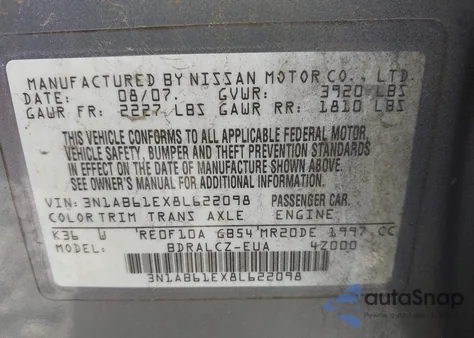 MANUFACTURED BY NISSAN MOTOR CO., LTD.
DATE: 08/07. GVWR: 3920 LBS
GAWR FR: 2227 LBS GAWR RR: 1810 LBS
THIS VEHICLE CONFORMS TO ALL APPLICABLE FEDERAL MOTOR
VEHICLE SAFETY, BUMPER AND THEFT PREVENTION STANDARDS
IN EFFECT ON THE DATE OF MANUFACTURE SHOWN ABOVE.
SEE OWNER'S MANUAL FOR ADDITIONAL INFORMATION.
VIN: 3N1AB61EX8L622098 PASSENGER CAR.
COLOR TRIM TRANS AXLE ENGINE
K36 W 'RE0F10A GB54'MR20DE 1997 CC
BDRALCZ-EUA 4Z000
3N1AB61EX8L622098
autoSnap